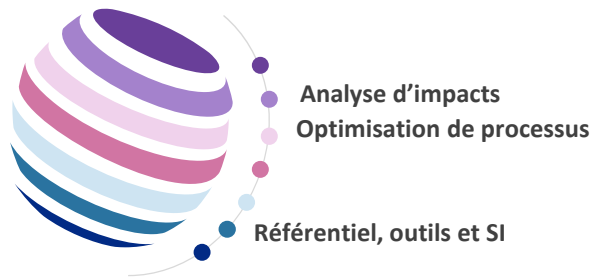 Analyse d’impacts
Optimisation de processus
Référentiel, outils et SI